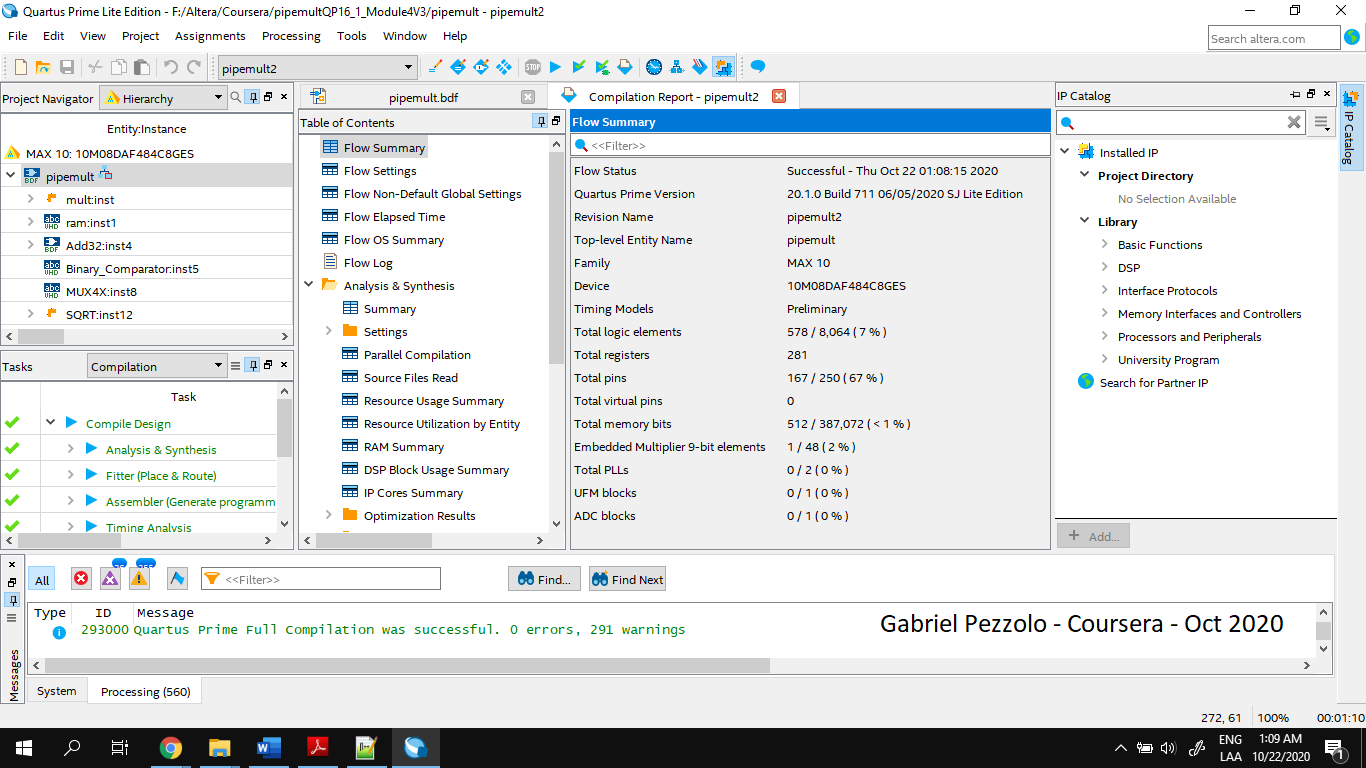 Quartus Prime Lite Edition - F:/Altera/Coursera/pipemultQP16_1_Module4V3/pipemult - pipemult2
File Edit View Project Assignments Processing Tools Window Help
Search altera.com
pipemult2
Project Navigator Hierarchy
Entity:Instance
MAX 10: 10M08DAF484C8GES
pipemult
mult:inst
ram:inst1
Add32:inst4
Binary_Comparator:inst5
MUX4X:inst8
SQRT:inst12
Tasks Compilation
Task
Compile Design
Analysis & Synthesis
Fitter (Place & Route)
Assembler (Generate programm
Timing Analysis
pipemult.bdf
Compilation Report - pipemult2
Table of Contents
Flow Summary
Flow Settings
Flow Non-Default Global Settings
Flow Elapsed Time
Flow OS Summary
Flow Log
Analysis & Synthesis
Summary
Settings
Parallel Compilation
Source Files Read
Resource Usage Summary
Resource Utilization by Entity
RAM Summary
DSP Block Usage Summary
IP Cores Summary
Optimization Results
Flow Summary
<<Filter>>
Flow Status Successful - Thu Oct 22 01:08:15 2020
Quartus Prime Version 20.1.0 Build 711 06/05/2020 SJ Lite Edition
Revision Name pipemult2
Top-level Entity Name pipemult
Family MAX 10
Device 10M08DAF484C8GES
Timing Models Preliminary
Total logic elements 578 / 8,064 ( 7 % )
Total registers 281
Total pins 167 / 250 ( 67 % )
Total virtual pins 0
Total memory bits 512 / 387,072 ( < 1 % )
Embedded Multiplier 9-bit elements 1 / 48 ( 2 % )
Total PLLs 0 / 2 ( 0 % )
UFM blocks 0 / 1 ( 0 % )
ADC blocks 0 / 1 ( 0 % )
IP Catalog
Installed IP
Project Directory
No Selection Available
Library
Basic Functions
DSP
Interface Protocols
Memory Interfaces and Controllers
Processors and Peripherals
University Program
Search for Partner IP
+ Add...
IP Catalog
All <<Filter>> Find... Find Next
Type ID Message
293000 Quartus Prime Full Compilation was successful. 0 errors, 291 warnings
Gabriel Pezzolo - Coursera - Oct 2020
Messages
System Processing (560)
272, 61 100% 00:01:10
ENG 1:09 AM
LAA 10/22/2020
1